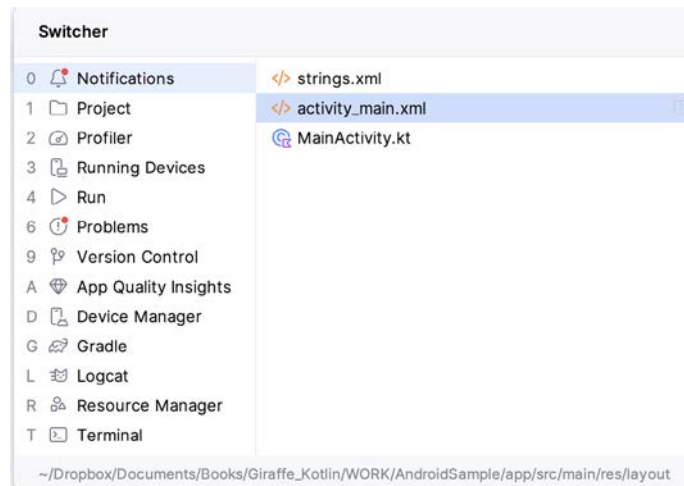 Switcher
0 Notifications
1 Project
2 Profiler
3 Running Devices
4 Run
6 Problems
9 Version Control
A App Quality Insights
D Device Manager
G Gradle
L Logcat
R Resource Manager
T Terminal
strings.xml
activity_main.xml
MainActivity.kt
~/Dropbox/Documents/Books/Giraffe_Kotlin/WORK/AndroidSample/app/src/main/res/layout